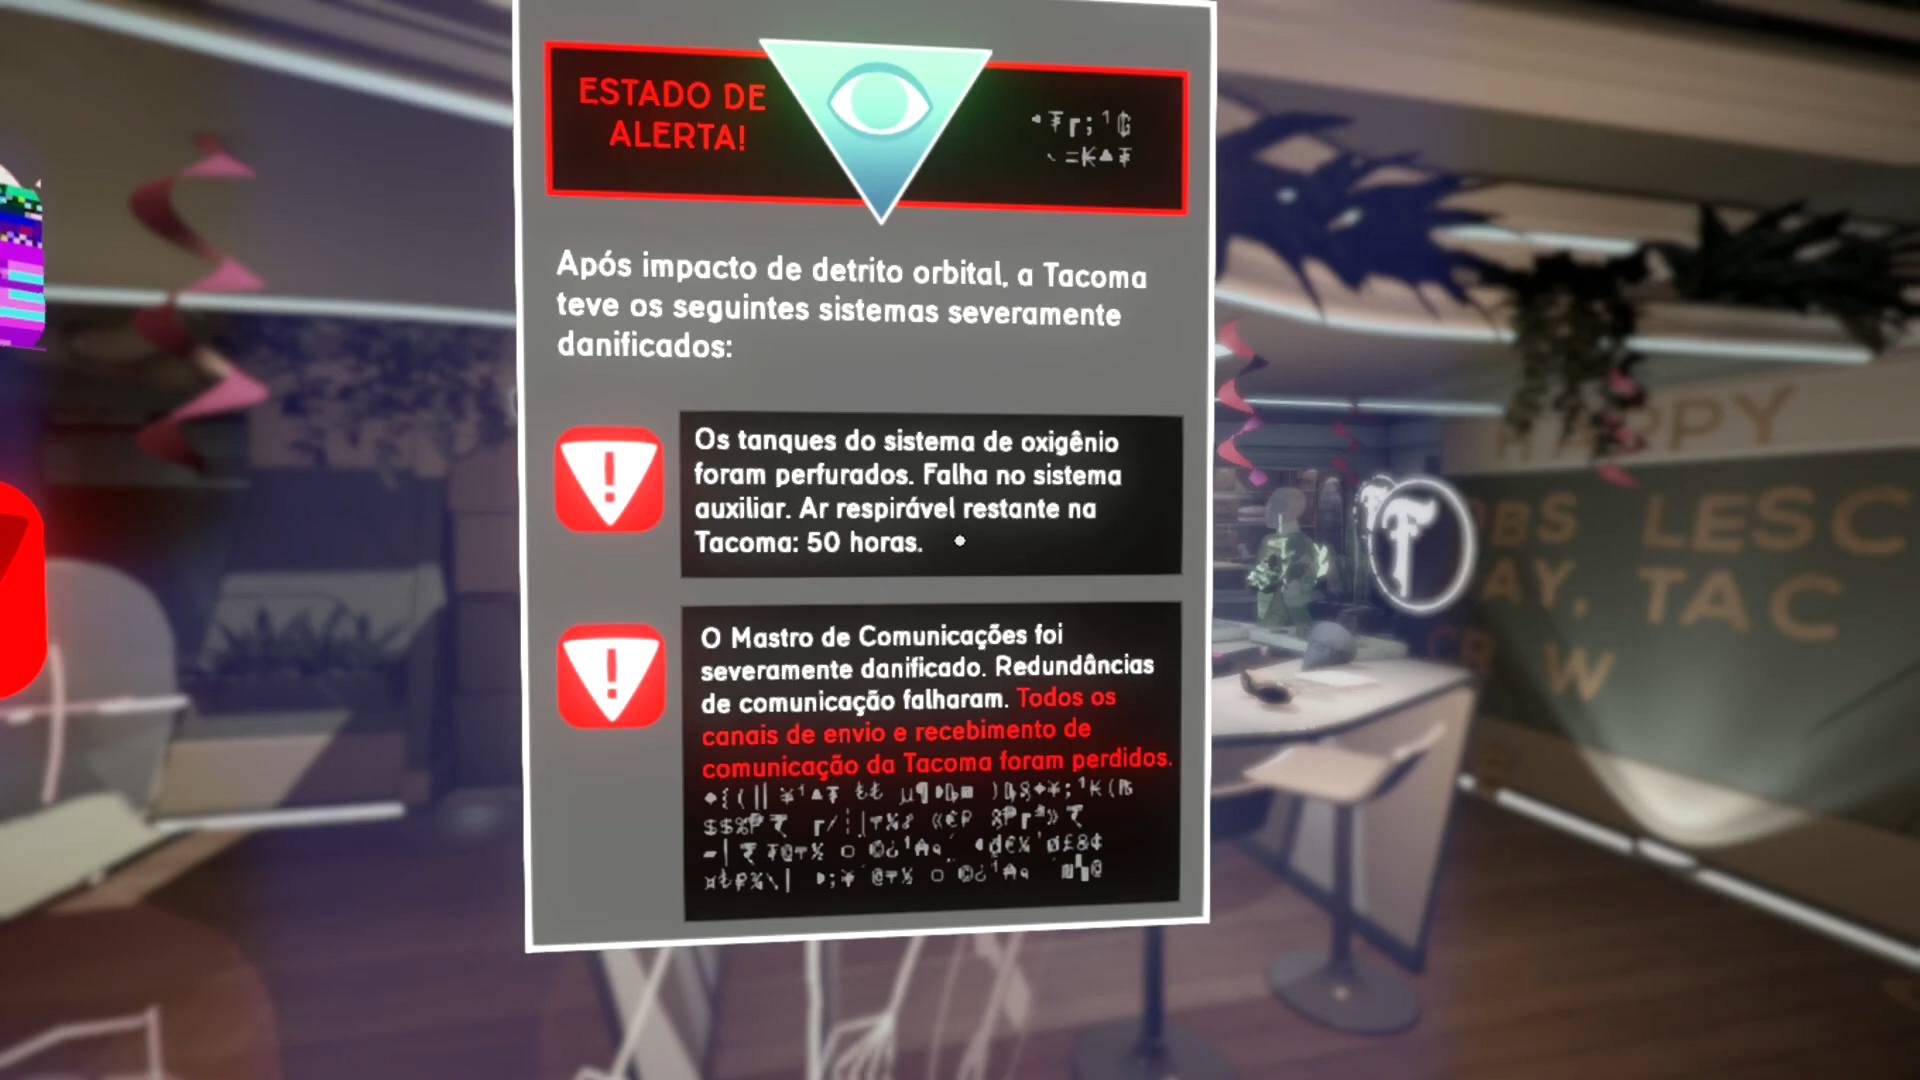 ESTADO DE
ALERTA!
Após impacto de detrito orbital, a Tacoma
teve os seguintes sistemas severamente
danificados:
Os tanques do sistema de oxigênio
foram perfurados. Falha no sistema
auxiliar. Ar respirável restante na
Tacoma: 50 horas.
O Mastro de Comunicações foi
severamente danificado. Redundâncias
de comunicação falharam. Todos os
canais de envio e recebimento de
comunicação da Tacoma foram perdidos.